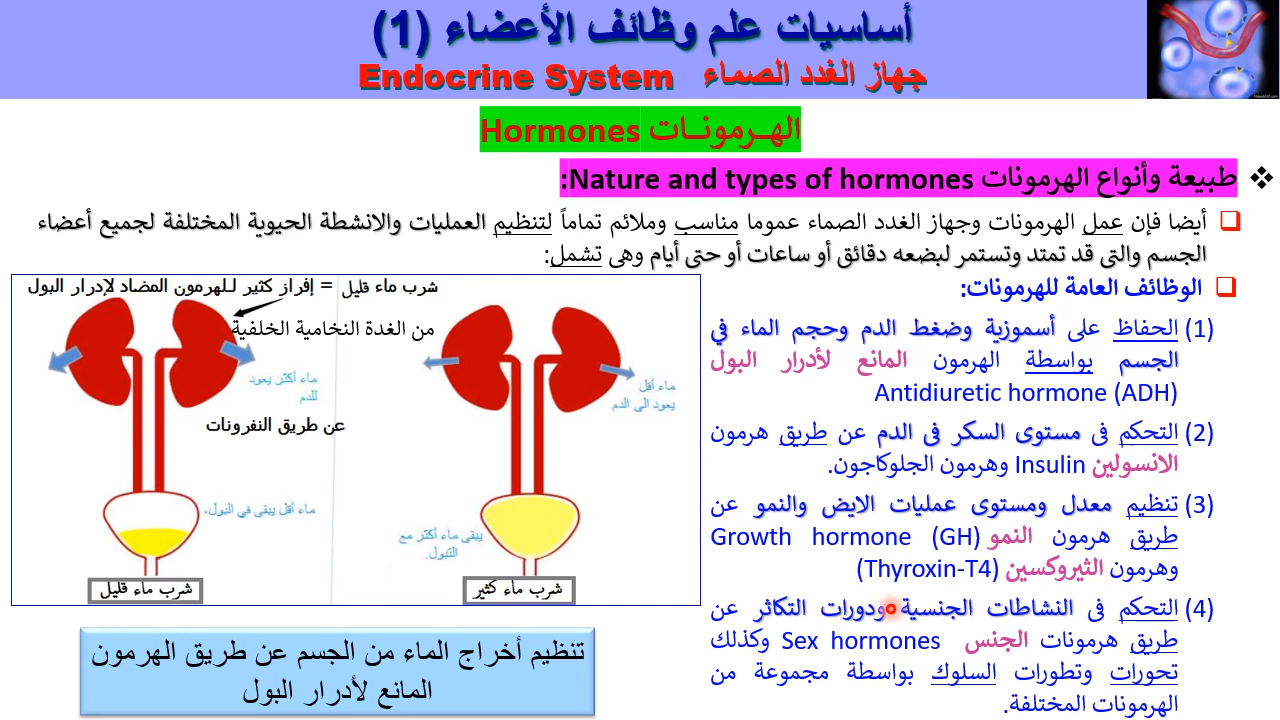 أساسيات علم وظائف الأعضاء (1)
جهاز الغدد الصماء Endocrine System
الهـرمونـات Hormones
❖ طبيعة وأنواع الهرمونات Nature and types of hormones:
أيضا فإن عمل الهرمونات وجهاز الغدد الصماء عموما مناسب وملائم تماماً لتنظيم العمليات والانشطة الحيوية المختلفة لجميع أعضاء
الجسم والتى قد تمتد وتستمر لبضعه دقائق أو ساعات أو حتى أيام وهى تشمل:
الوظائف العامة للهرمونات:
(1) الحفاظ على أسموزية وضغط الدم وحجم الماء في
الجسم بواسطة الهرمون المانع لأدرار البول
Antidiuretic hormone (ADH)
(2) التحكم فى مستوى السكر فى الدم عن طريق هرمون
الانسولين Insulin وهرمون الجلوكاجون.
(3) تنظيم معدل ومستوى عمليات الايض والنمو عن
طريق هرمون النمو Growth hormone (GH)
وهرمون الثيروكسين (Thyroxin-T4)
(4) التحكم فى النشاطات الجنسية ودورات التكاثر عن
طريق هرمونات الجنس Sex hormones وكذلك
تحورات وتطورات السلوك بواسطة مجموعة من
الهرمونات المختلفة.
شرب ماء قليل = إفراز كثير للهرمون المضاد لإدرار البول
من الغدة النخامية الخلفية
ماء أكثر يعود
للدم
عن طريق النفرونات
ماء أقل يبقى في البول،
شرب ماء قليل
ماء أقل
يعود الى الدم
يبقى ماء أكثر مع
التبول.
شرب ماء كثير
تنظيم أخراج الماء من الجسم عن طريق الهرمون
المانع لأدرار البول